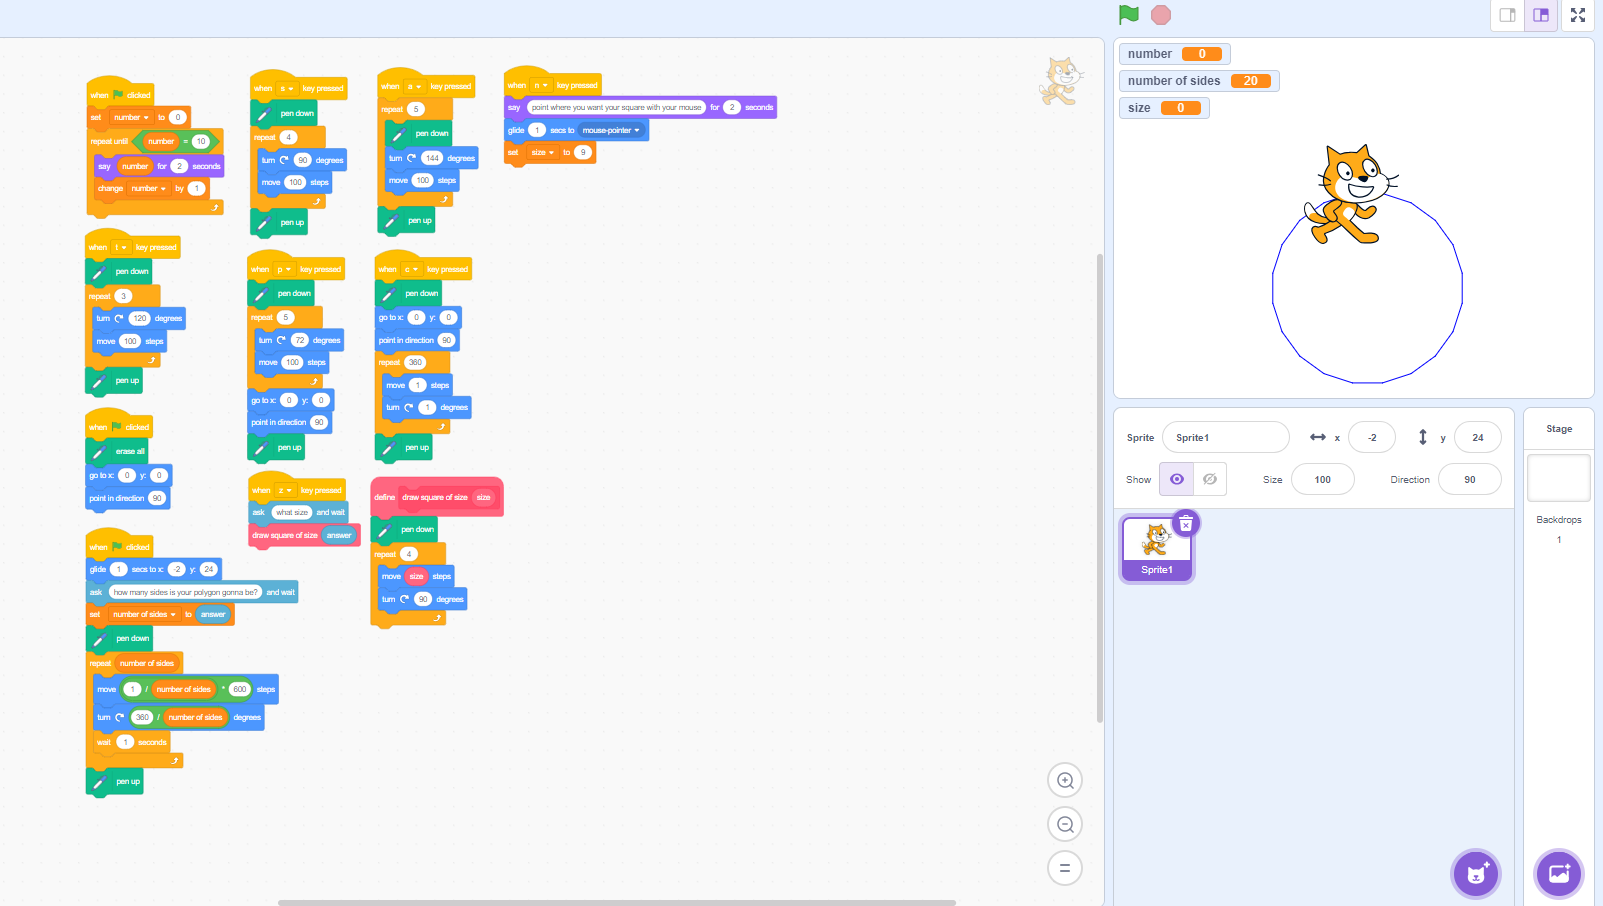 when clicked
set number to 0
repeat until number = 10
say number for 2 seconds
change number by 1
when t key pressed
pen down
repeat 3
turn 120 degrees
move 100 steps
pen up
when clicked
erase all
go to x: 0 y: 0
point in direction 90
when clicked
glide 1 secs to x: -2 y: 24
ask how many sides is your polygon gonna be? and wait
set number of sides to answer
pen down
repeat number of sides
move 1 / number of sides * 600 steps
turn 360 / number of sides degrees
wait 1 seconds
pen up
when s key pressed
pen down
repeat 4
turn 90 degrees
move 100 steps
pen up
when p key pressed
pen down
repeat 5
turn 72 degrees
move 100 steps
go to x: 0 y: 0
point in direction 90
pen up
when z key pressed
ask what size and wait
draw square of size answer
when a key pressed
repeat 5
pen down
turn 144 degrees
move 100 steps
pen up
when c key pressed
pen down
go to x: 0 y: 0
point in direction 90
repeat 360
move 1 steps
turn 1 degrees
pen up
define draw square of size size
pen down
repeat 4
move size steps
turn 90 degrees
when n key pressed
say point where you want your square with your mouse for 2 seconds
glide 1 secs to mouse-pointer
set size to 9
number 0
number of sides 20
size 0
Sprite Sprite1 x -2 y 24
Show Size 100 Direction 90
Sprite1
Stage
Backdrops
1